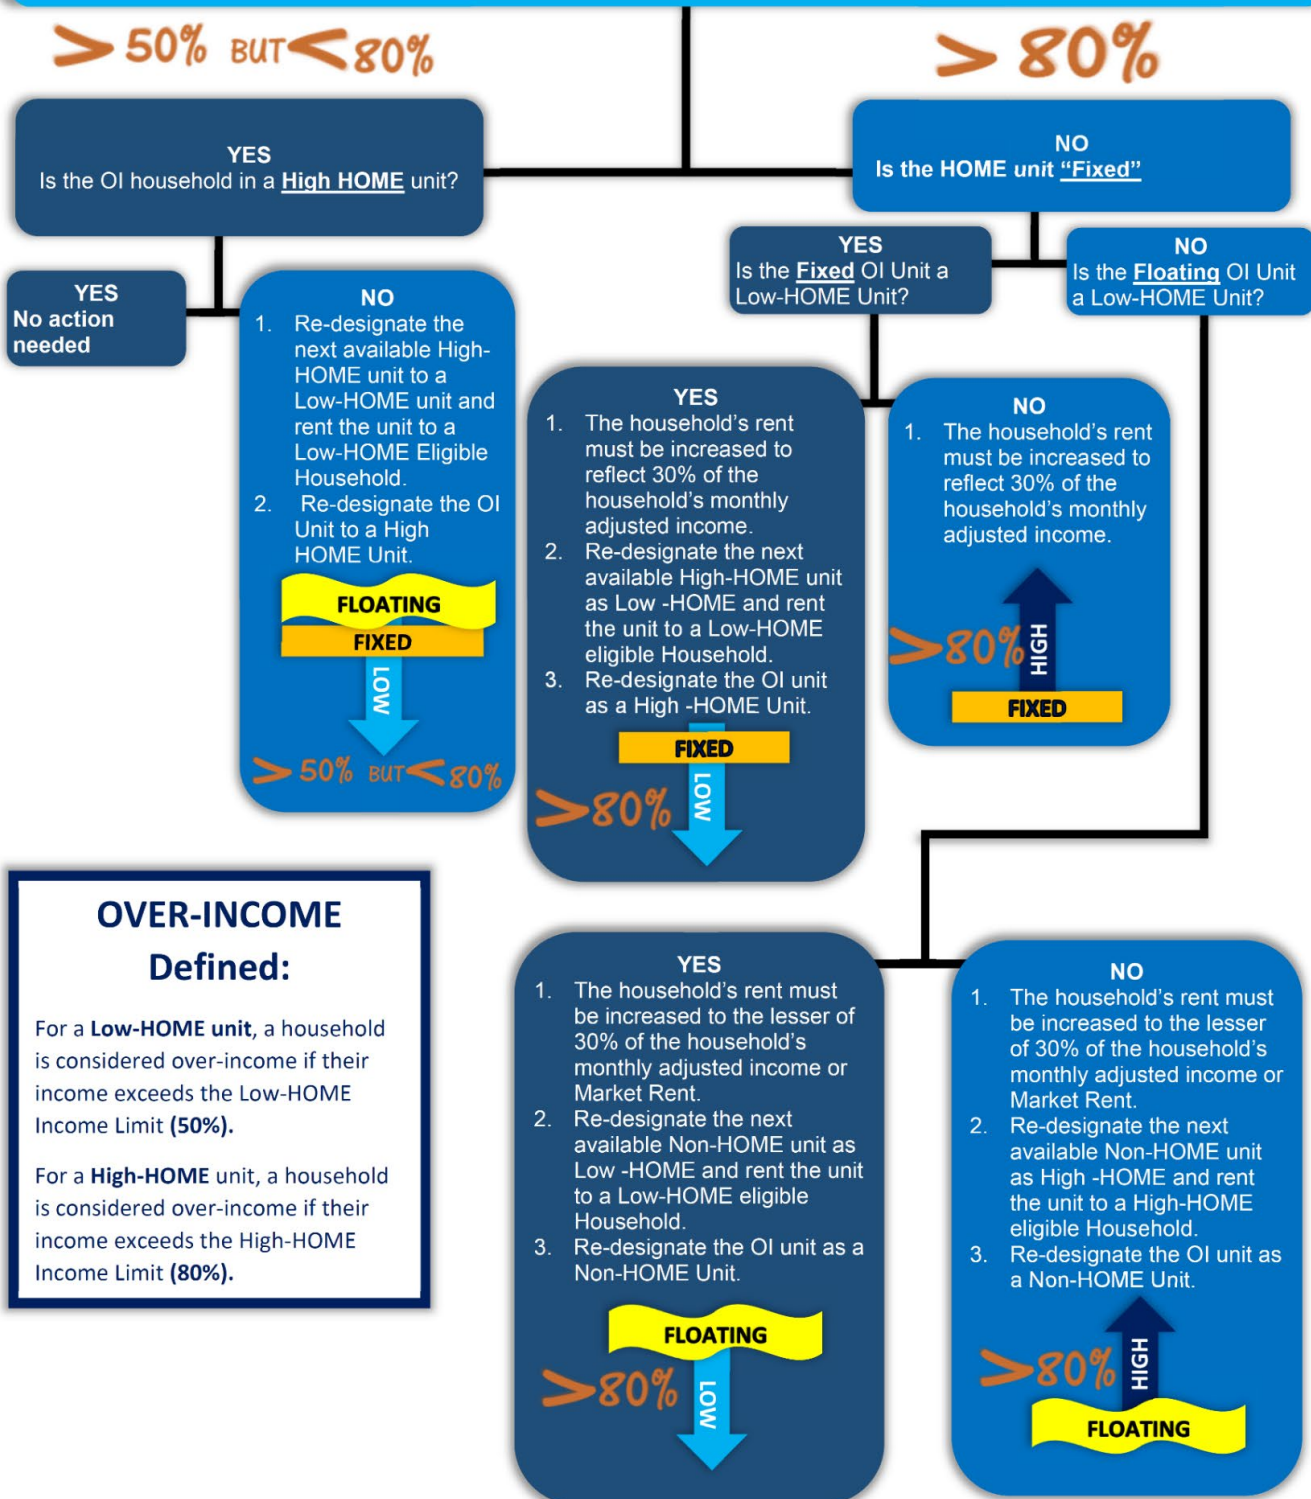 > 50% BUT < 80%
> 80%
YES
Is the OI household in a High HOME unit?
NO
Is the HOME unit "Fixed"
YES
Is the Fixed OI Unit a
Low-HOME Unit?
NO
Is the Floating OI Unit
a Low-HOME Unit?
YES
No action
needed
NO
1. Re-designate the
next available High-
HOME unit to a
Low-HOME unit and
rent the unit to a
Low-HOME Eligible
Household.
2. Re-designate the OI
Unit to a High
HOME Unit.
FLOATING
FIXED
LOW
> 50% BUT < 80%
YES
1. The household's rent
must be increased to
reflect 30% of the
household's monthly
adjusted income.
2. Re-designate the next
available High-HOME unit
as Low -HOME and rent
the unit to a Low-HOME
eligible Household.
3. Re-designate the OI unit
as a High -HOME Unit.
FIXED
>80%
LOW
NO
1. The household's rent
must be increased to
reflect 30% of the
household's monthly
adjusted income.
>80%
HIGH
FIXED
OVER-INCOME
Defined:
For a Low-HOME unit, a household
is considered over-income if their
income exceeds the Low-HOME
Income Limit (50%).
For a High-HOME unit, a household
is considered over-income if their
income exceeds the High-HOME
Income Limit (80%).
YES
1. The household's rent must
be increased to the lesser of
30% of the household's
monthly adjusted income or
Market Rent.
2. Re-designate the next
available Non-HOME unit as
Low -HOME and rent the unit
to a Low-HOME eligible
Household.
3. Re-designate the OI unit as a
Non-HOME Unit.
FLOATING
>80%
LOW
NO
1. The household's rent must
be increased to the lesser
of 30% of the household's
monthly adjusted income or
Market Rent.
2. Re-designate the next
available Non-HOME unit
as High -HOME and rent
the unit to a High-HOME
eligible Household.
3. Re-designate the OI unit as
a Non-HOME Unit.
>80%
HIGH
FLOATING